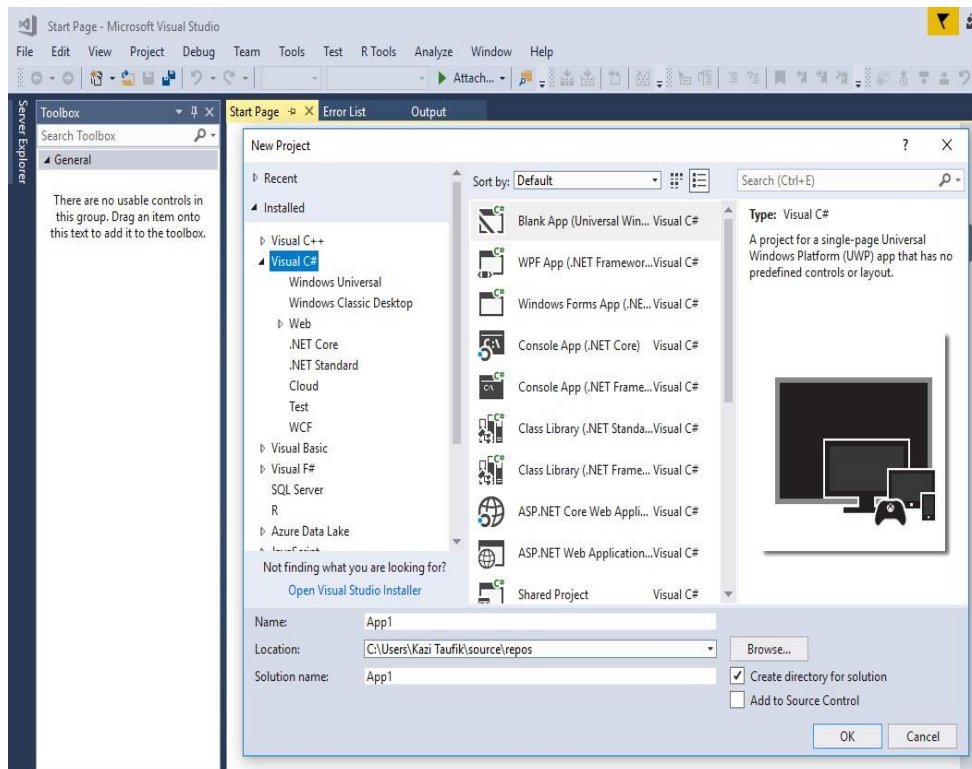 Start Page - Microsoft Visual Studio
File Edit View Project Debug Team Tools Test R Tools Analyze Window Help
Attach...
Server Explorer
Toolbox
Start Page Error List Output
Search Toolbox
General
There are no usable controls in
this group. Drag an item onto
this text to add it to the toolbox.
New Project ? X
Recent
Installed
Visual C++
Visual C#
Windows Universal
Windows Classic Desktop
Web
.NET Core
.NET Standard
Cloud
Test
WCF
Visual Basic
Visual F#
SQL Server
R
Azure Data Lake
Not finding what you are looking for?
Open Visual Studio Installer
Sort by: Default
Search (Ctrl+E)
Blank App (Universal Win... Visual C#
WPF App (.NET Framewor...Visual C#
Windows Forms App (.NE... Visual C#
Console App (.NET Core) Visual C#
Console App (.NET Frame... Visual C#
Class Library (.NET Standa...Visual C#
Class Library (.NET Frame... Visual C#
ASP.NET Core Web Appli... Visual C#
ASP.NET Web Application...Visual C#
Shared Project Visual C#
Type: Visual C#
A project for a single-page Universal
Windows Platform (UWP) app that has no
predefined controls or layout.
Name: App1
Location: C:\Users\Kazi Taufik\source\repos
Browse...
Solution name: App1
Create directory for solution
Add to Source Control
OK Cancel